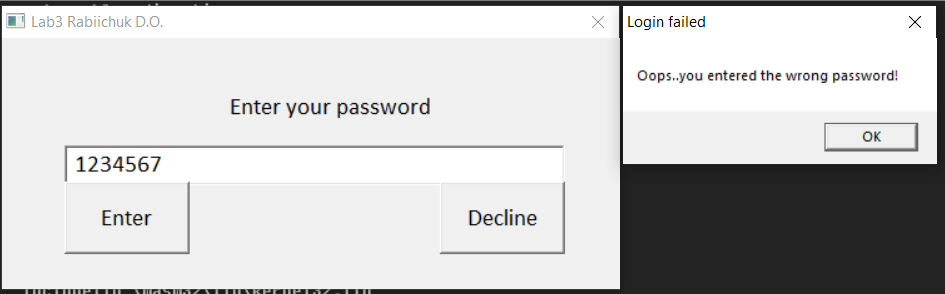 Lab3 Rabiichuk D.O.
Enter your password
1234567
Enter
Decline
Login failed
Oops..you entered the wrong password!
OK